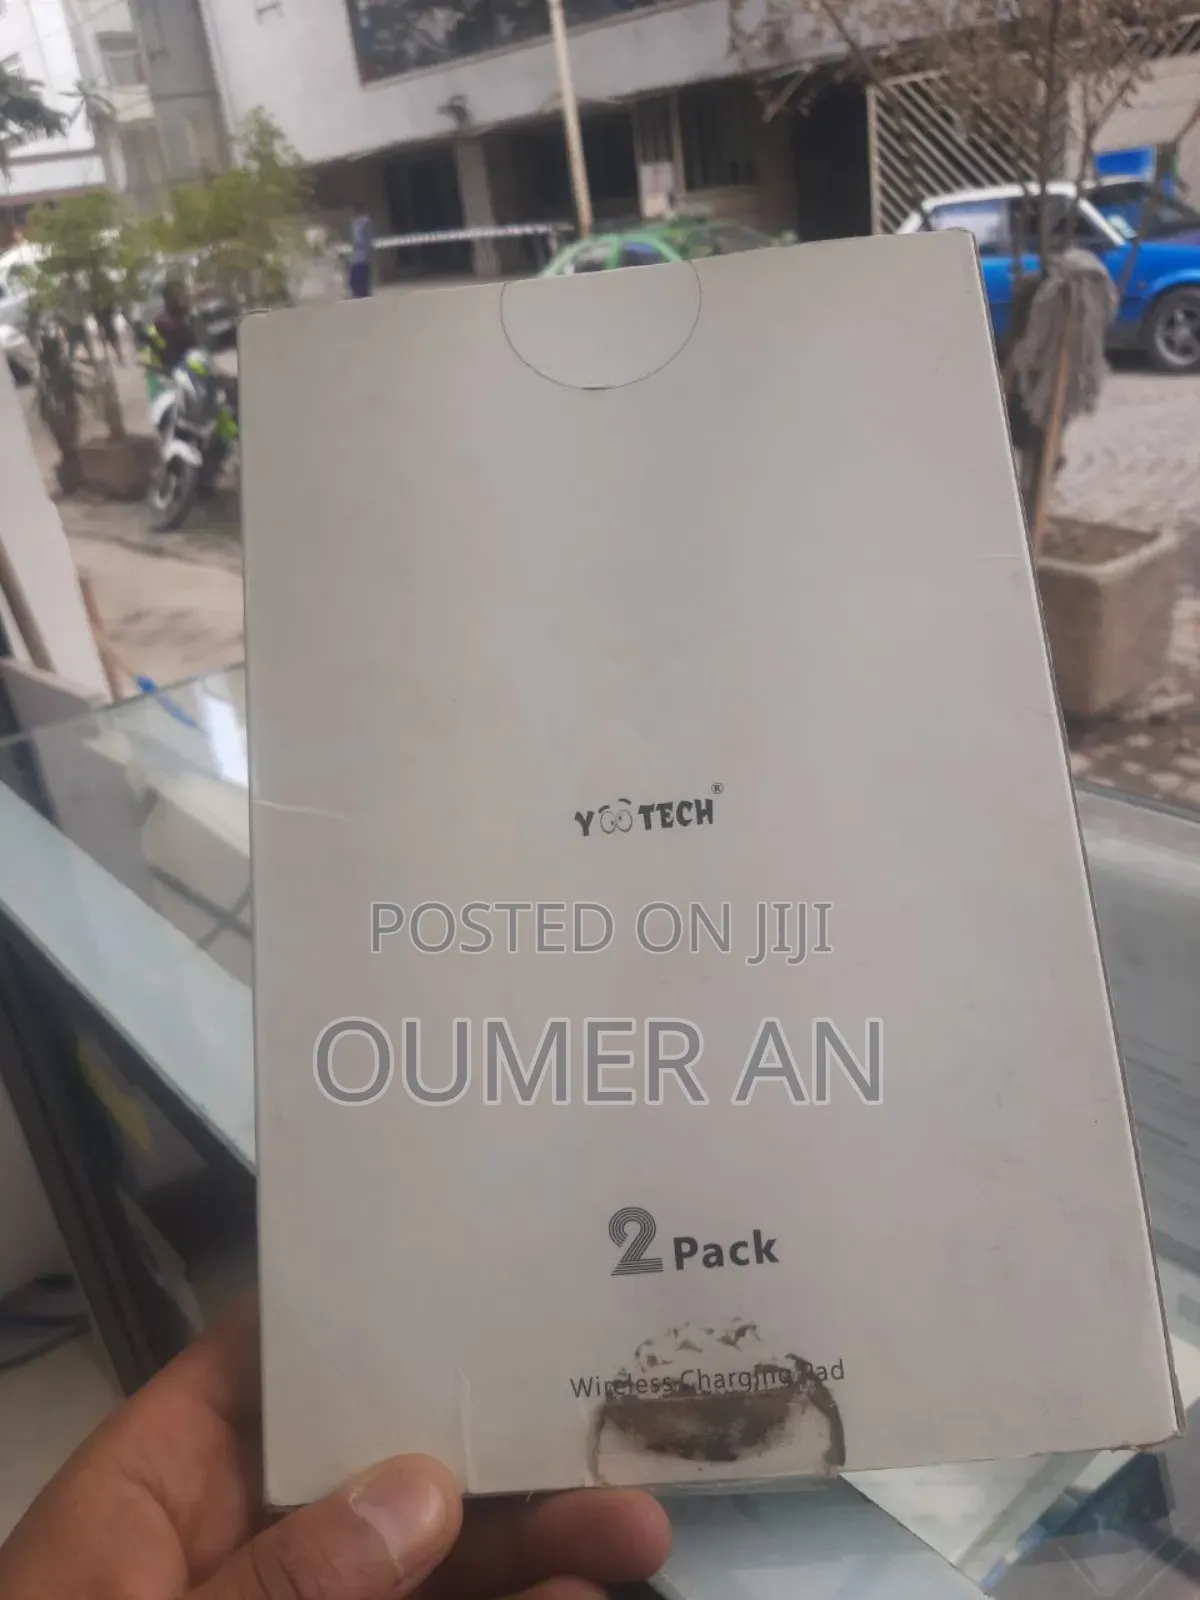 YOOTECH®
POSTED ON JIJI
OUMER AN
2 Pack
Wireless Charging Pad